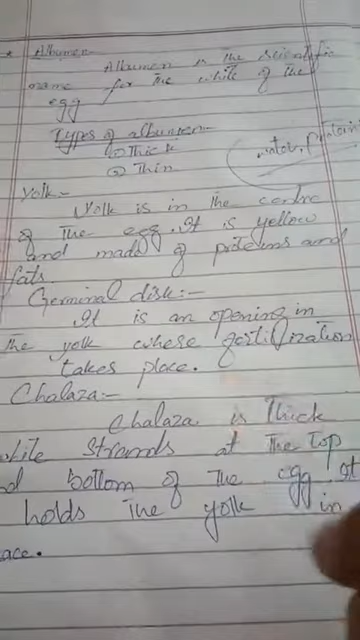 * Albumen
Albumen is the scientific
name for the white of the
egg
Types of albumen-
① Thick
② Thin
water, proteins
Yolk-
Yolk is in the centre
of the egg. It is yellow
and made of proteins and
fats.
Germinal disk:-
It is an opening in
the yolk where fertilization
takes place.
Chalaza:-
Chalaza is Thick
white strands at the top
nd bottom of the egg. It
holds the yolk in
ace.